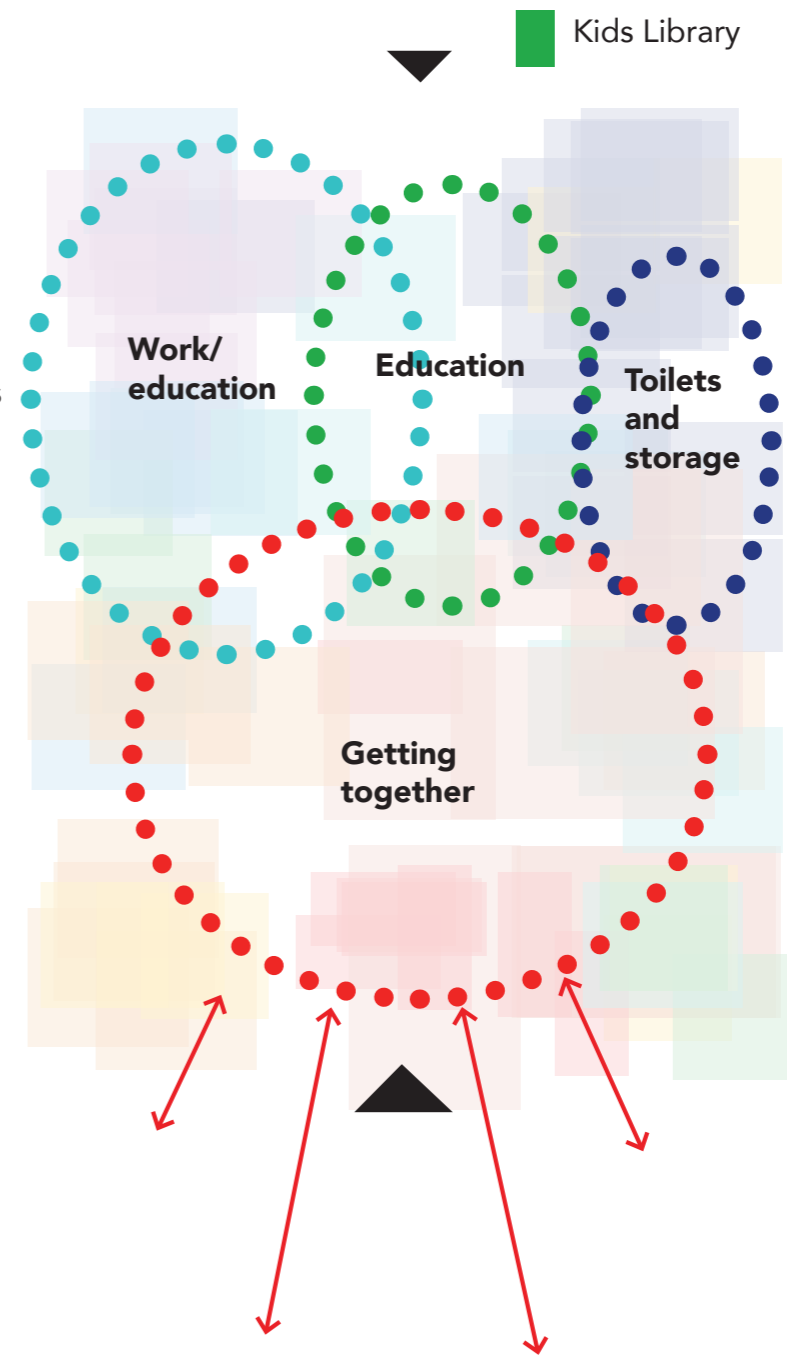 Kids Library
Work/
education
Education
Toilets
and
storage
Getting
together